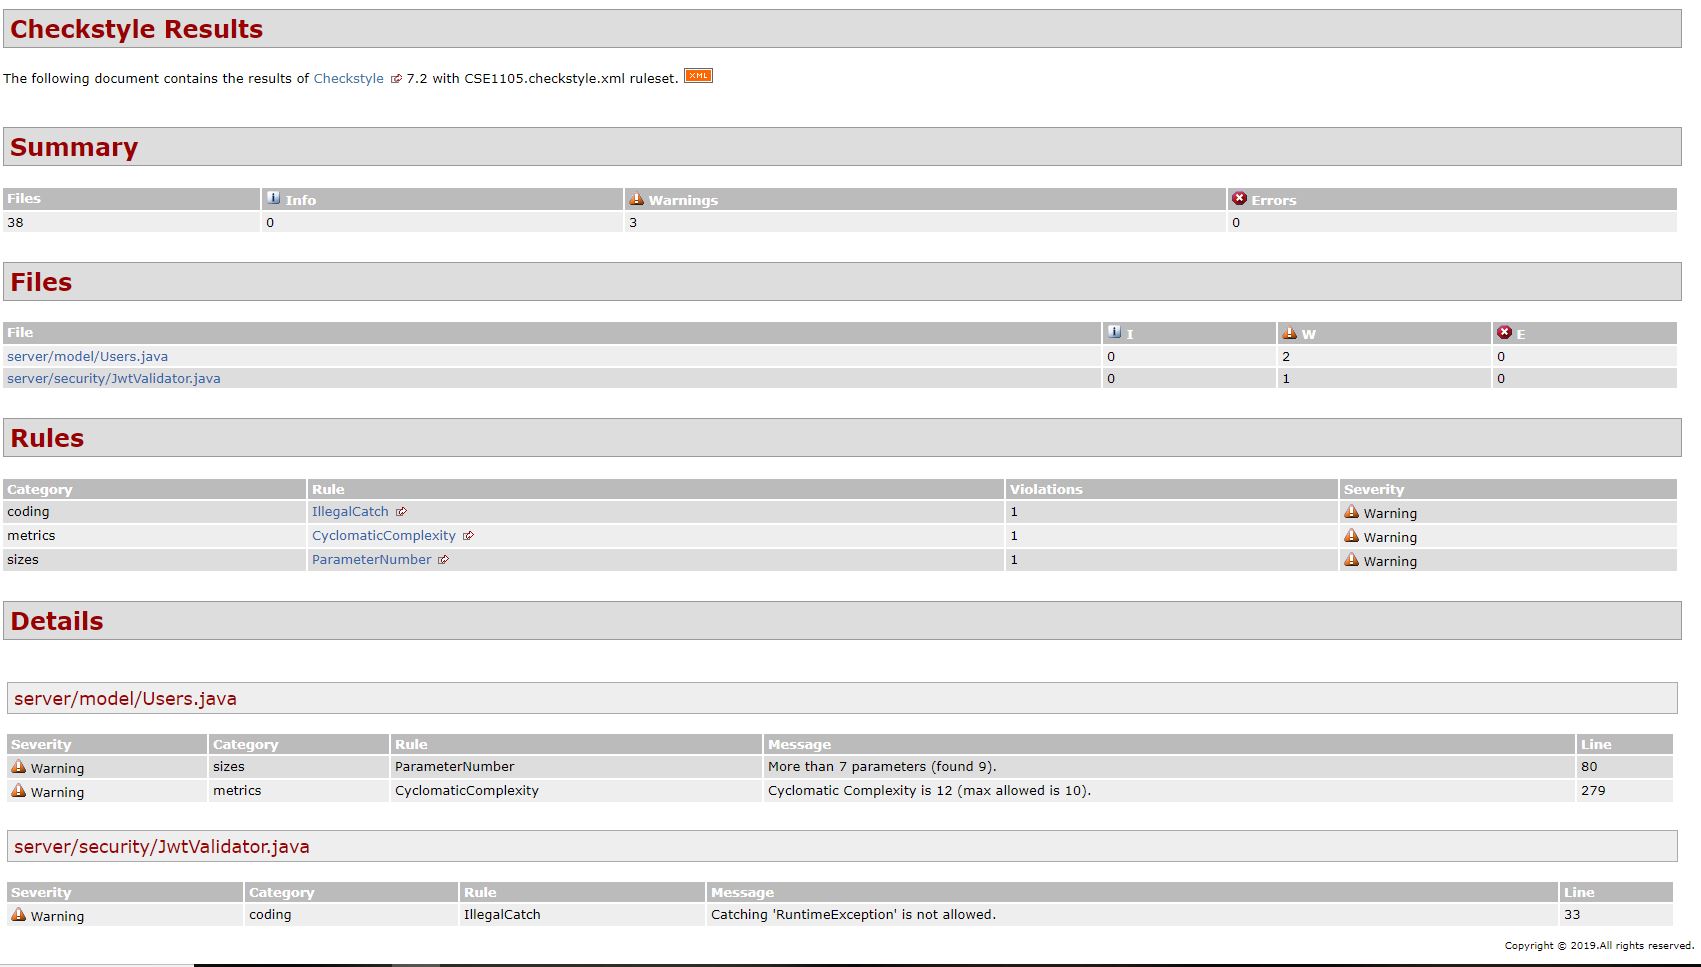 Checkstyle Results
The following document contains the results of Checkstyle 7.2 with CSE1105.checkstyle.xml ruleset. XML
Summary
Files Info Warnings Errors
38 0 3 0
Files
File I W E
server/model/Users.java 0 2 0
server/security/JwtValidator.java 0 1 0
Rules
Category Rule Violations Severity
coding IllegalCatch 1 Warning
metrics CyclomaticComplexity 1 Warning
sizes ParameterNumber 1 Warning
Details
server/model/Users.java
Severity Category Rule Message Line
Warning sizes ParameterNumber More than 7 parameters (found 9). 80
Warning metrics CyclomaticComplexity Cyclomatic Complexity is 12 (max allowed is 10). 279
server/security/JwtValidator.java
Severity Category Rule Message Line
Warning coding IllegalCatch Catching 'RuntimeException' is not allowed. 33
Copyright © 2019.All rights reserved.